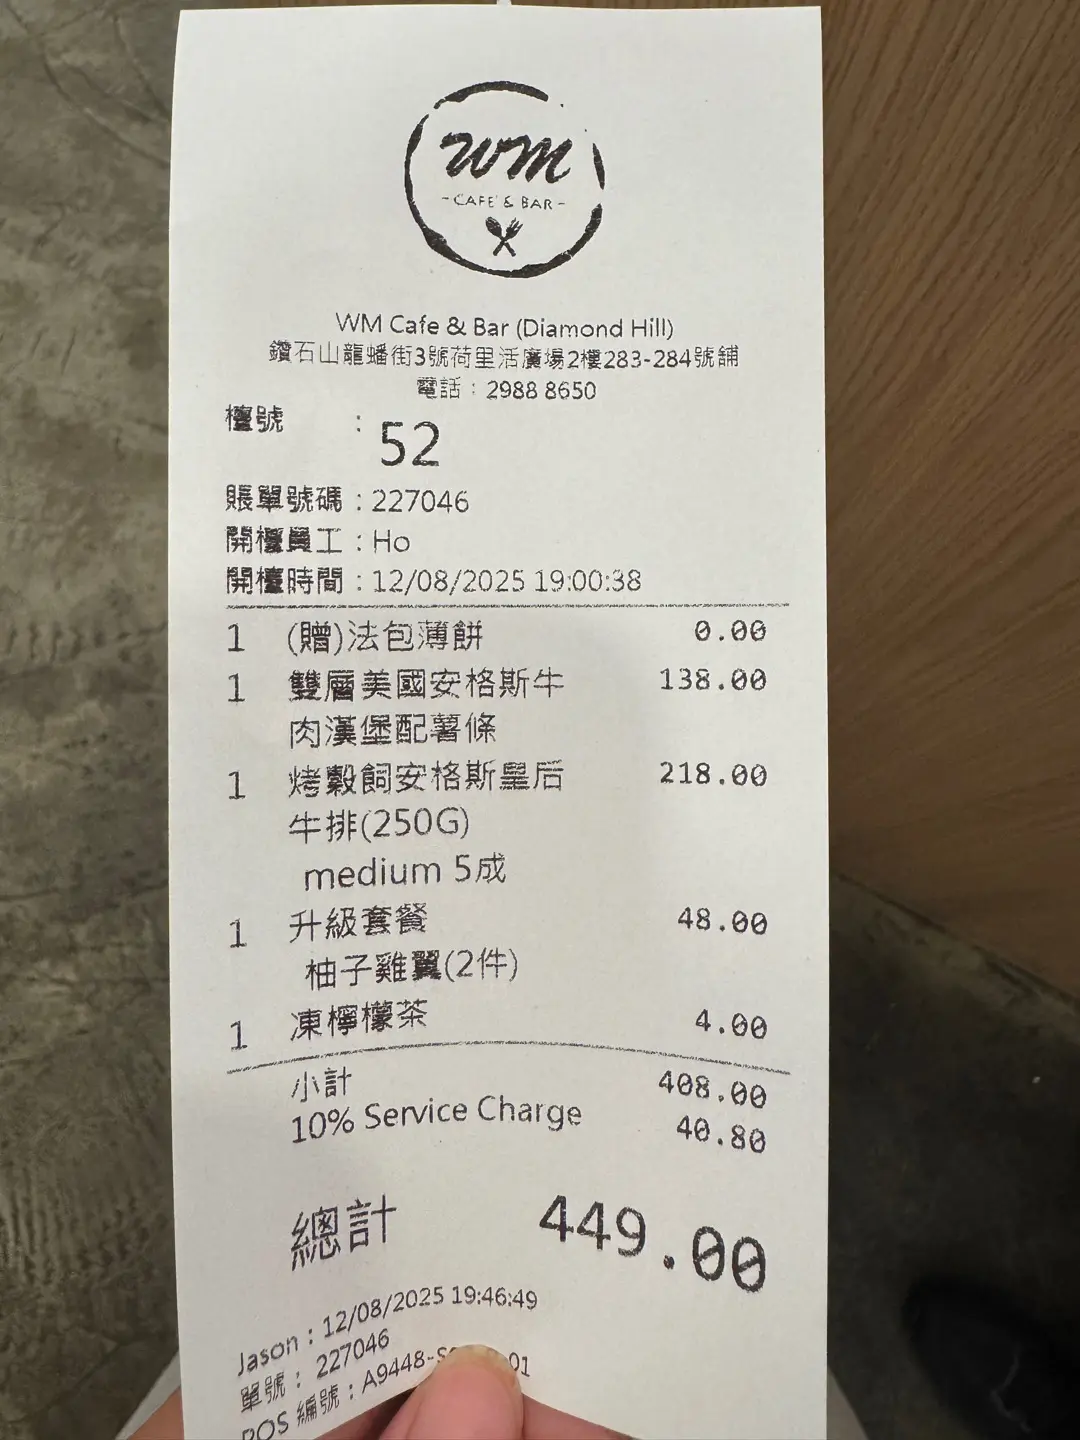 wm
- CAFE & BAR -
WM Cafe & Bar (Diamond Hill)
鑽石山龍蟠街3號荷里活廣場2樓283-284號舖
電話：2988 8650
檯號 : 52
賬單號碼 : 227046
開檯員工 : Ho
開檯時間 : 12/08/2025 19:00:38
1 (贈)法包薄餅 0.00
1 雙層美國安格斯牛 138.00
肉漢堡配薯條
1 烤穀飼安格斯皇后 218.00
牛排(250G)
medium 5成
1 升級套餐 48.00
柚子雞翼(2件)
1 凍檸檬茶 4.00
小計 408.00
10% Service Charge 40.80
總計 449.00
Jason : 12/08/2025 19:46:49
單號 : 227046
POS 編號 : A9448-S 01